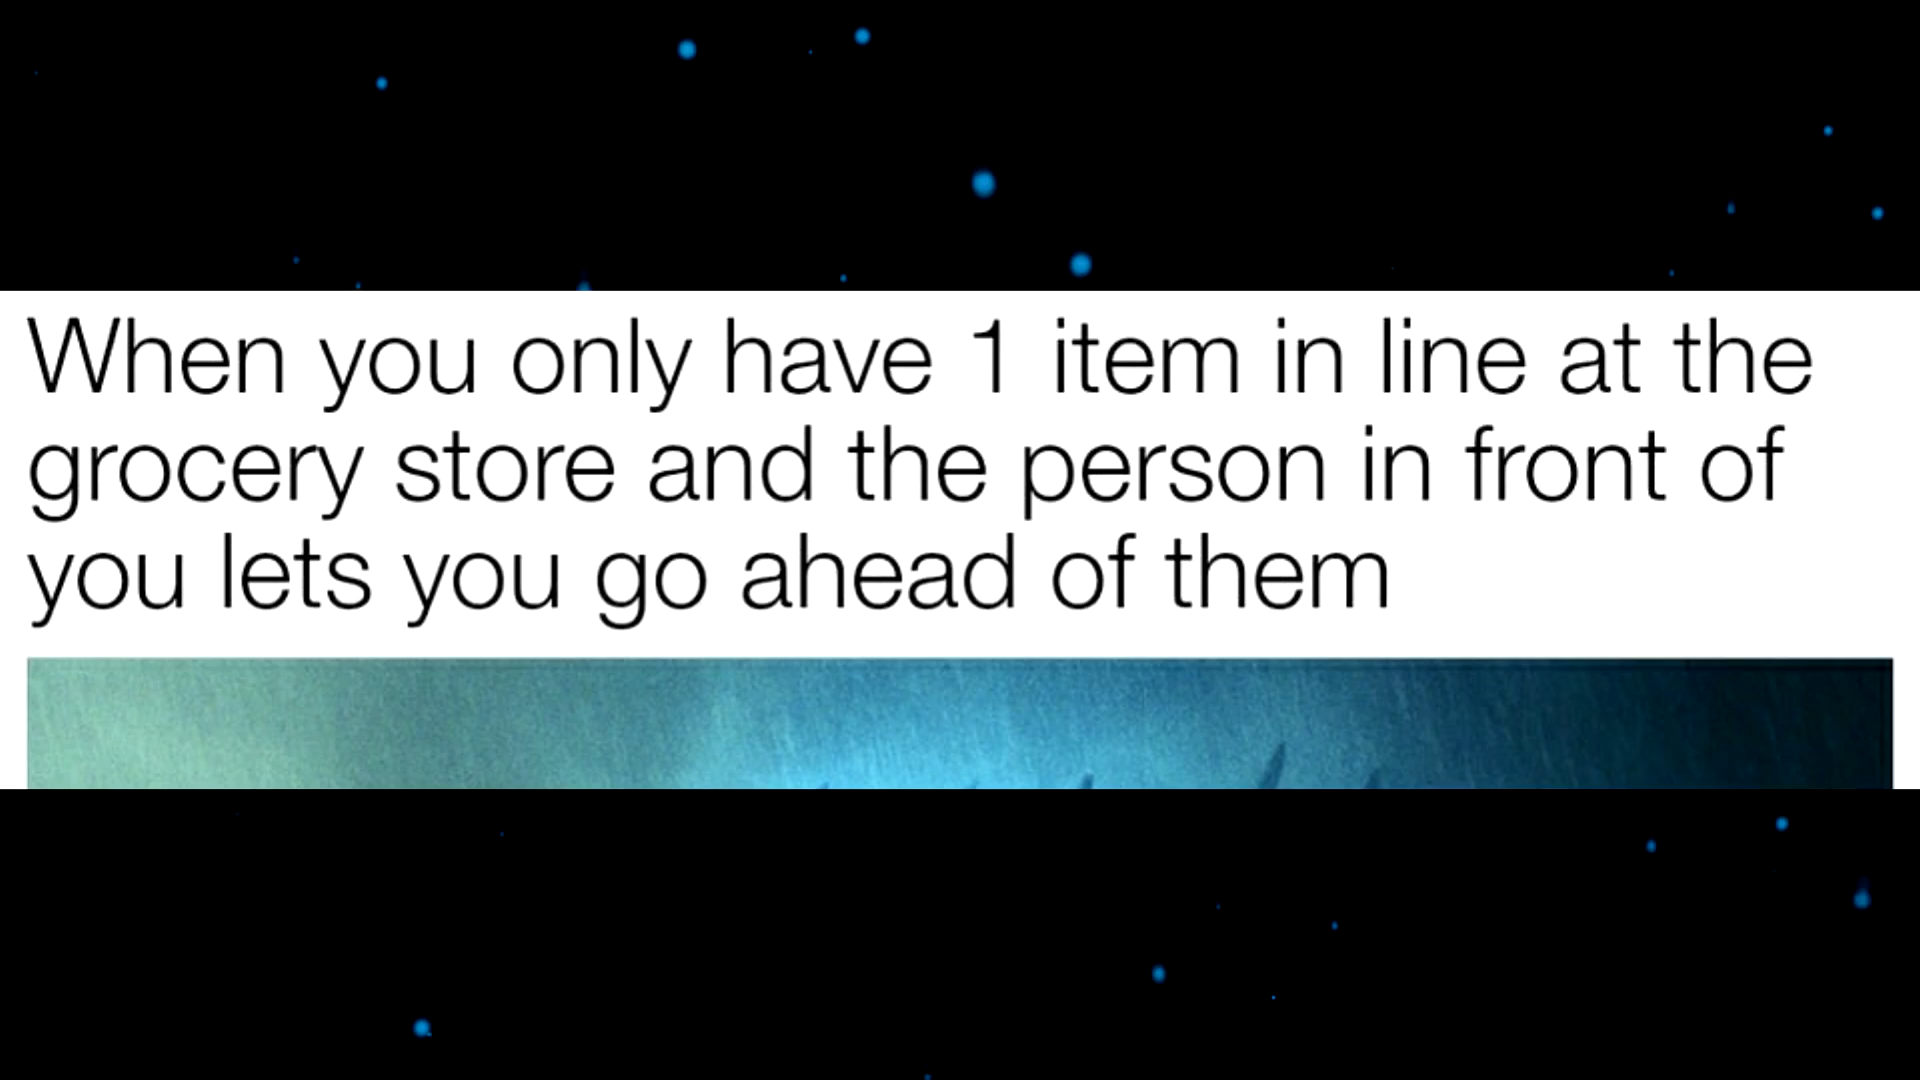 When you only have 1 item in line at the
grocery store and the person in front of
you lets you go ahead of them